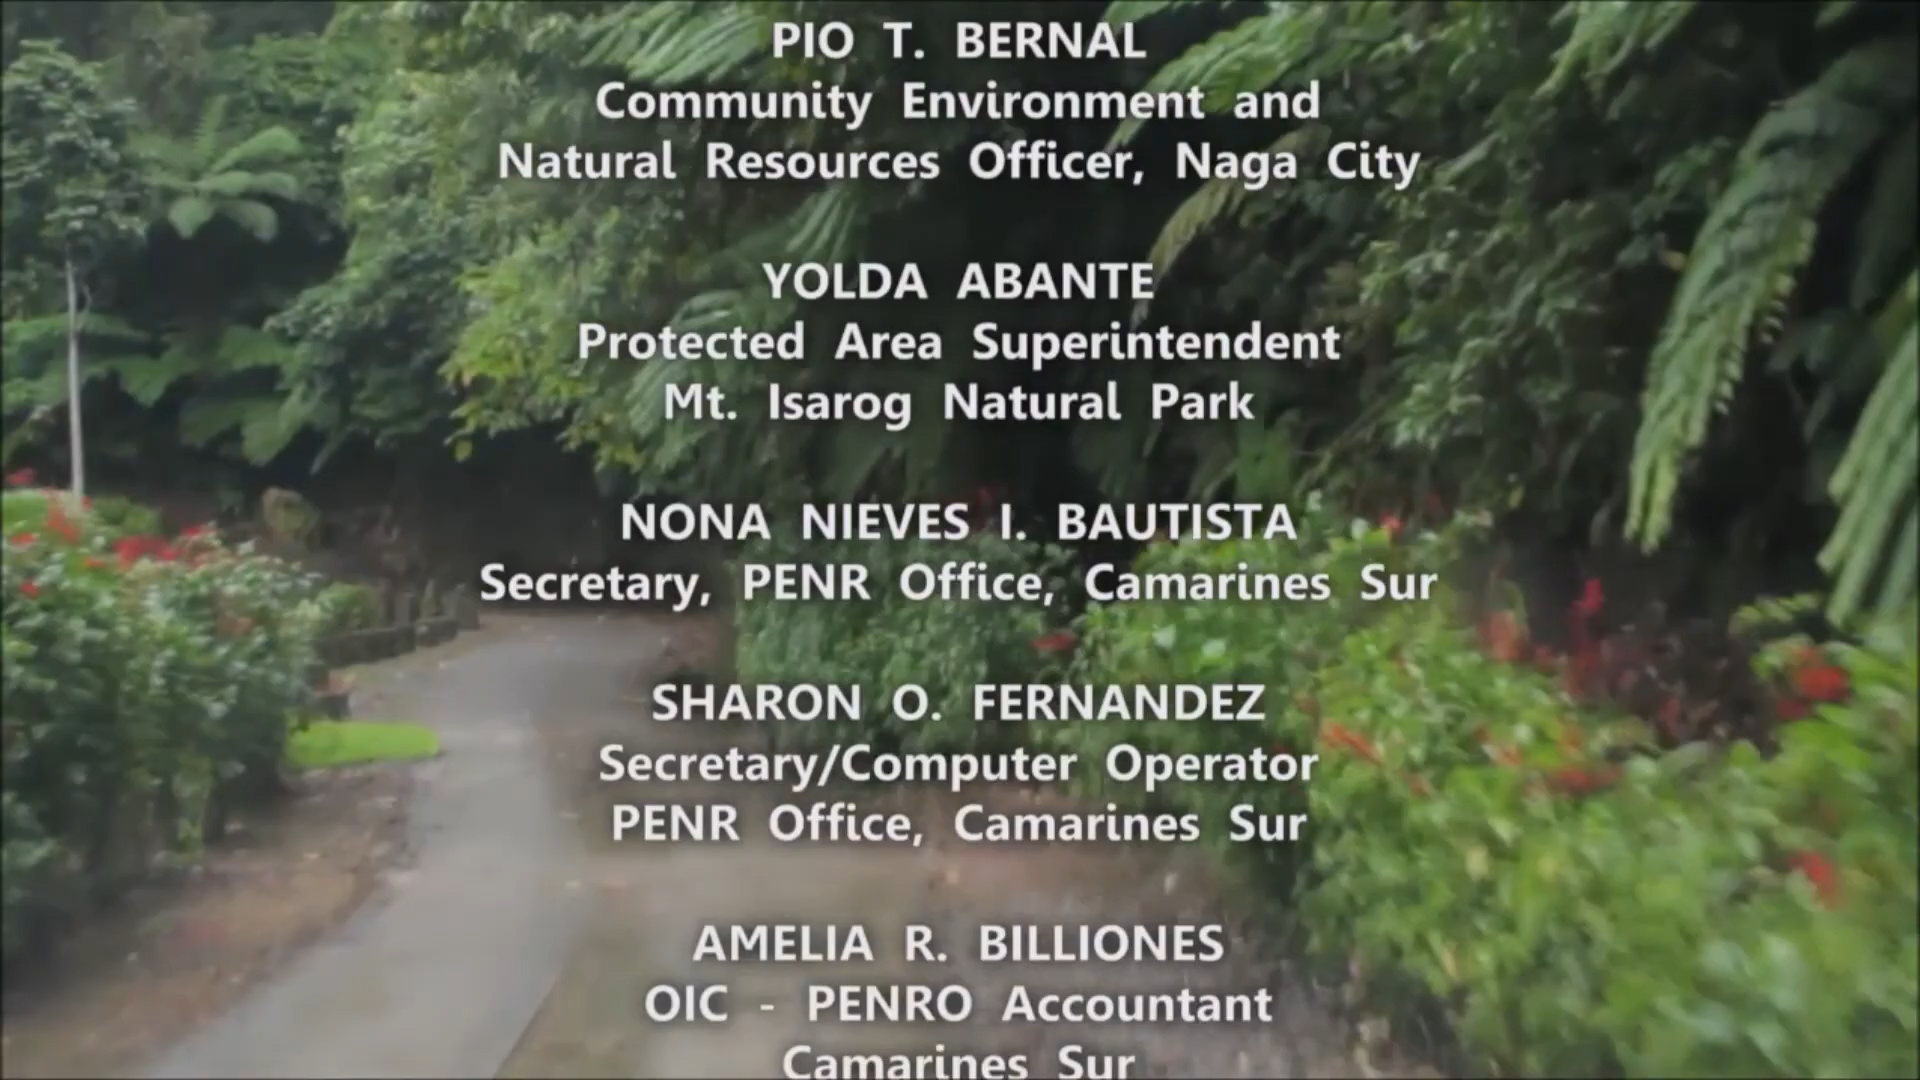 PIO T. BERNAL
Community Environment and
Natural Resources Officer, Naga City
YOLDA ABANTE
Protected Area Superintendent
Mt. Isarog Natural Park
NONA NIEVES I. BAUTISTA
Secretary, PENR Office, Camarines Sur
SHARON O. FERNANDEZ
Secretary/Computer Operator
PENR Office, Camarines Sur
AMELIA R. BILLIONES
OIC - PENRO Accountant
Camarines Sur